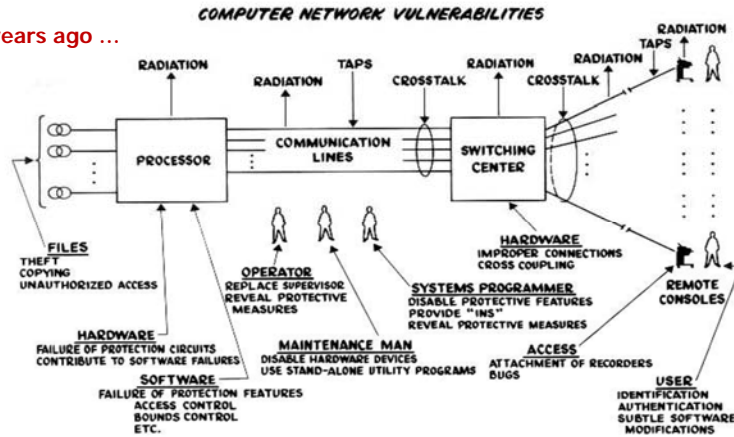 COMPUTER NETWORK VULNERABILITIES
years ago ...
RADIATION
TAPS
RADIATION
RADIATION
TAPS
RADIATION
RADIATION
CROSSTALK
CROSSTALK
PROCESSOR
COMMUNICATION
LINES
SWITCHING
CENTER
FILES
THEFT
COPYING
UNAUTHORIZED ACCESS
OPERATOR
REPLACE SUPERVISOR
REVEAL PROTECTIVE
MEASURES
SYSTEMS PROGRAMMER
DISABLE PROTECTIVE FEATURES
PROVIDE "INS"
REVEAL PROTECTIVE MEASURES
HARDWARE
IMPROPER CONNECTIONS
CROSS COUPLING
REMOTE
CONSOLES
HARDWARE
FAILURE OF PROTECTION CIRCUITS
CONTRIBUTE TO SOFTWARE FAILURES
MAINTENANCE MAN
DISABLE HARDWARE DEVICES
USE STAND-ALONE UTILITY PROGRAMS
ACCESS
ATTACHMENT OF RECORDERS
BUGS
SOFTWARE
FAILURE OF PROTECTION FEATURES
ACCESS CONTROL
BOUNDS CONTROL
ETC.
USER
IDENTIFICATION
AUTHENTICATION
SUBTLE SOFTWARE
MODIFICATIONS